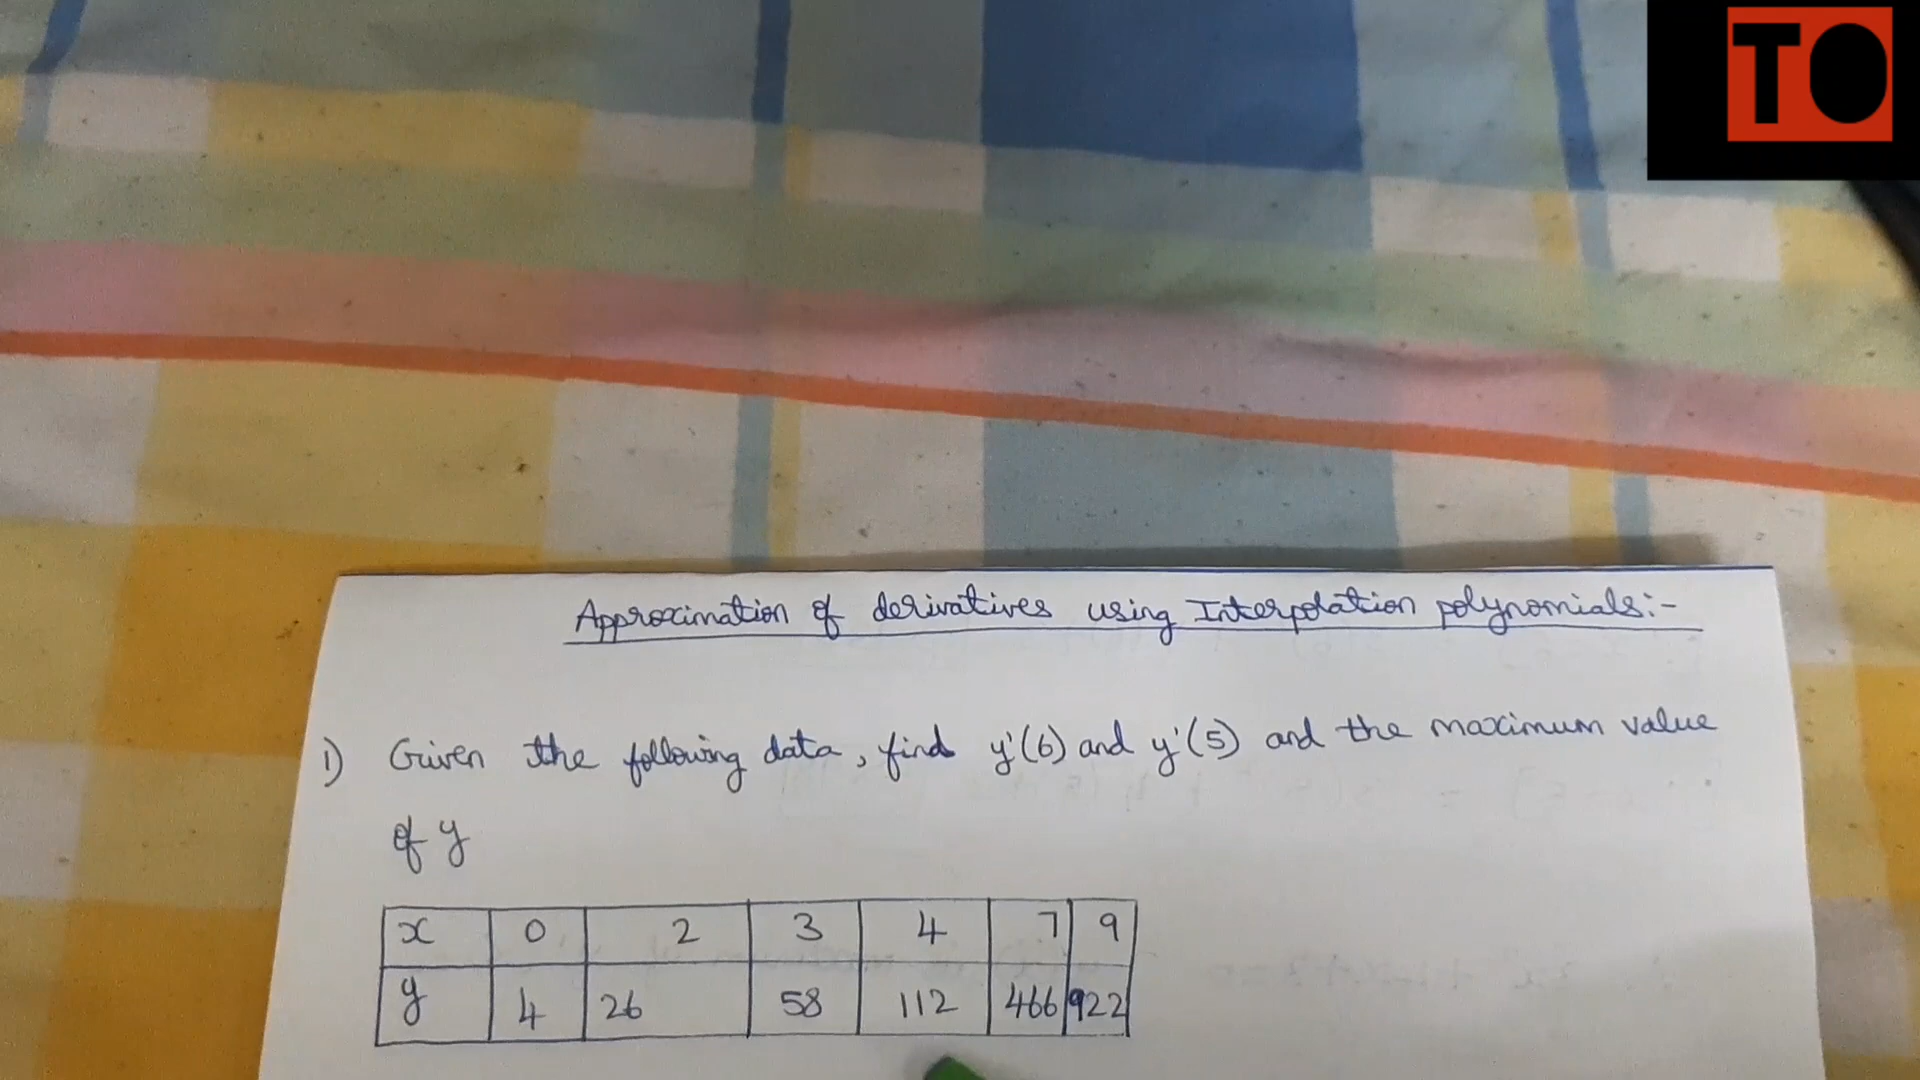 TO
Approximation of derivatives using Interpolation polynomials:-
1) Given the following data, find y'(6) and y'(5) and the maximum value
of y
x 0 2 3 4 7 9
y 4 26 58 112 466 922